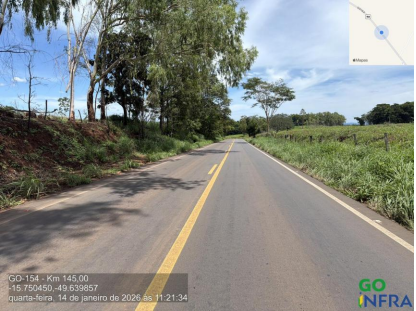 GO-154 - Km 145,00
-15.750450,-49.639857
quarta-feira, 14 de janeiro de 2026 às 11:21:34
GO
INFRA